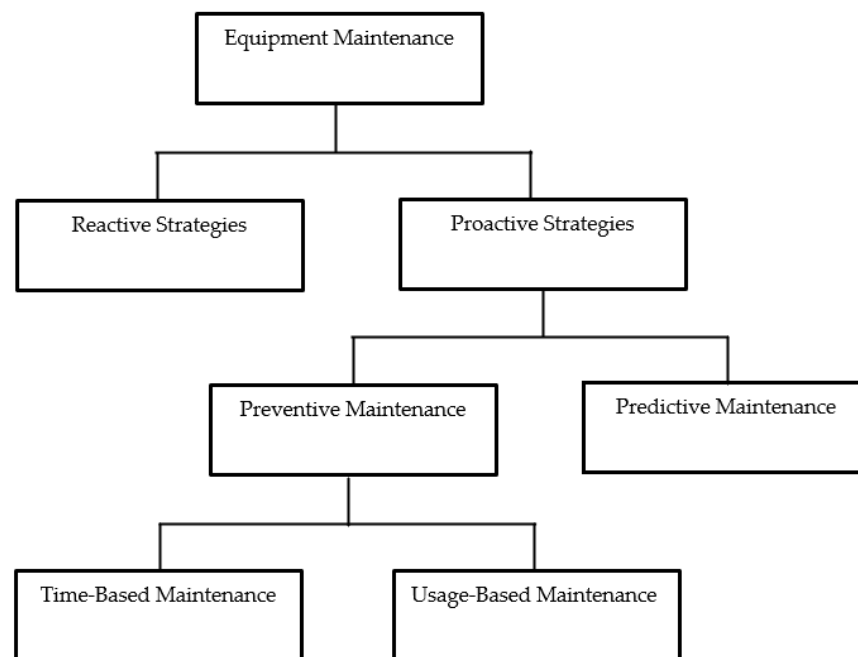 Equipment Maintenance
Reactive Strategies
Proactive Strategies
Preventive Maintenance
Predictive Maintenance
Time-Based Maintenance
Usage-Based Maintenance